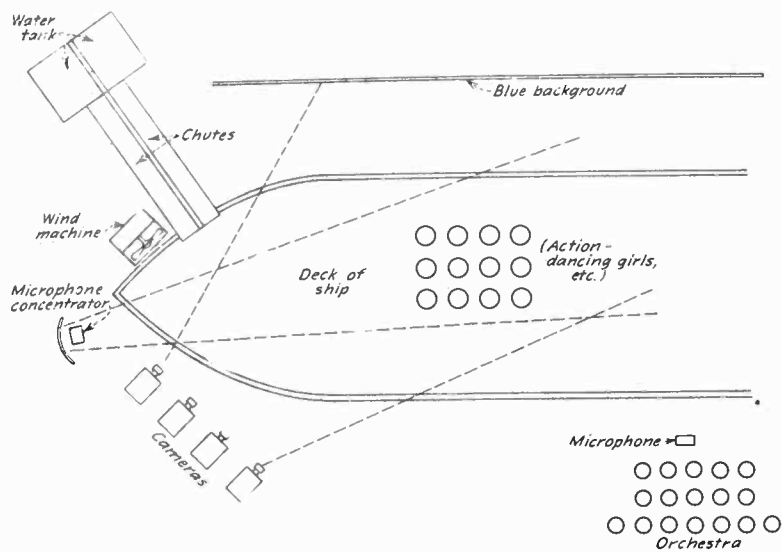 Water
tank
Blue background
Chutes
Wind
machine
(Action-
dancing girls,
etc.)
Deck of
ship
Microphone
concentrator
Cameras
Microphone
Orchestra